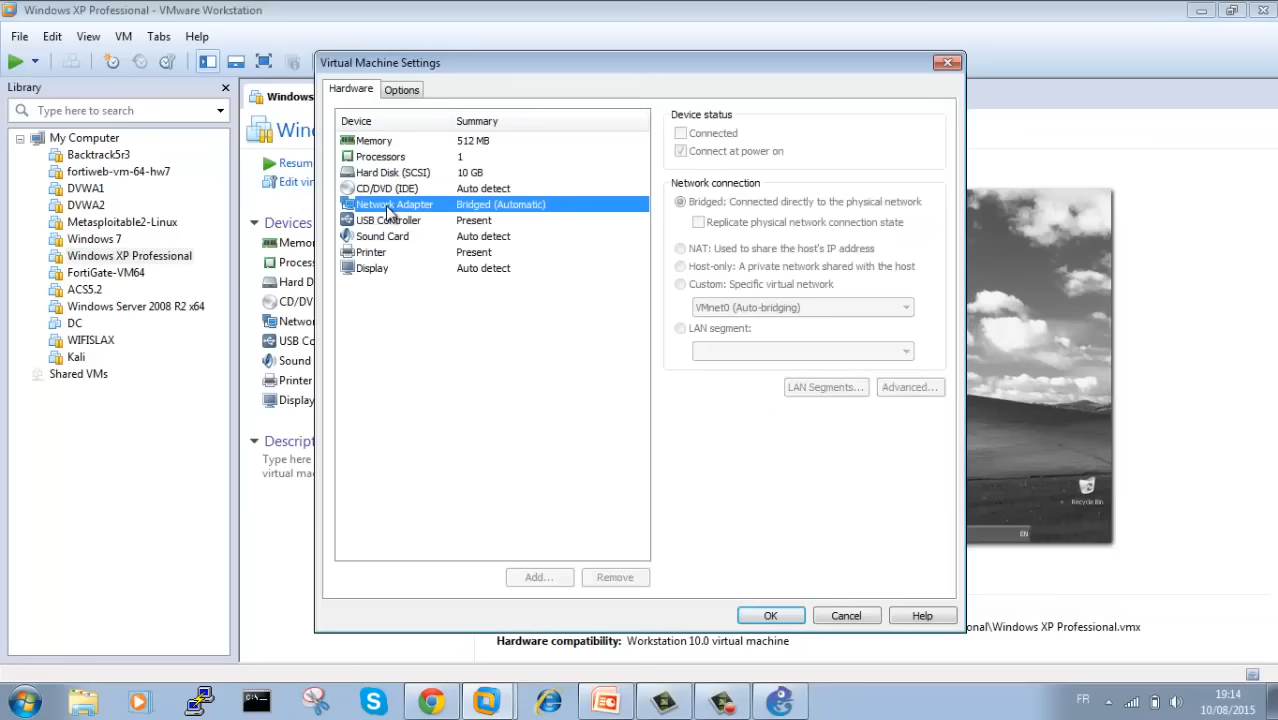 Windows XP Professional - VMware Workstation
File Edit View VM Tabs Help
Library
Type here to search
My Computer
Backtrack5r3
fortiweb-vm-64-hw7
DVWA1
DVWA2
Metasploitable2-Linux
Windows 7
Windows XP Professional
FortiGate-VM64
ACS5.2
Windows Server 2008 R2 x64
DC
WIFISLAX
Kali
Shared VMs
Windows
Win
Resum
Edit vi
Devices
Memo
Proces
Hard D
CD/DV
Netwo
USB Co
Sound
Printer
Display
Descript
Type here
virtual ma
Virtual Machine Settings
Hardware Options
Device Summary
Memory 512 MB
Processors 1
Hard Disk (SCSI) 10 GB
CD/DVD (IDE) Auto detect
Network Adapter Bridged (Automatic)
USB Controller Present
Sound Card Auto detect
Printer Present
Display Auto detect
Add... Remove
Device status
Connected
Connect at power on
Network connection
Bridged: Connected directly to the physical network
Replicate physical network connection state
NAT: Used to share the host's IP address
Host-only: A private network shared with the host
Custom: Specific virtual network
VMnet0 (Auto-bridging)
LAN segment:
LAN Segments... Advanced...
OK Cancel Help
Recycle Bin
EN
onal\Windows XP Professional.vmx
Hardware compatibility: Workstation 10.0 virtual machine
FR
19:14
10/08/2015